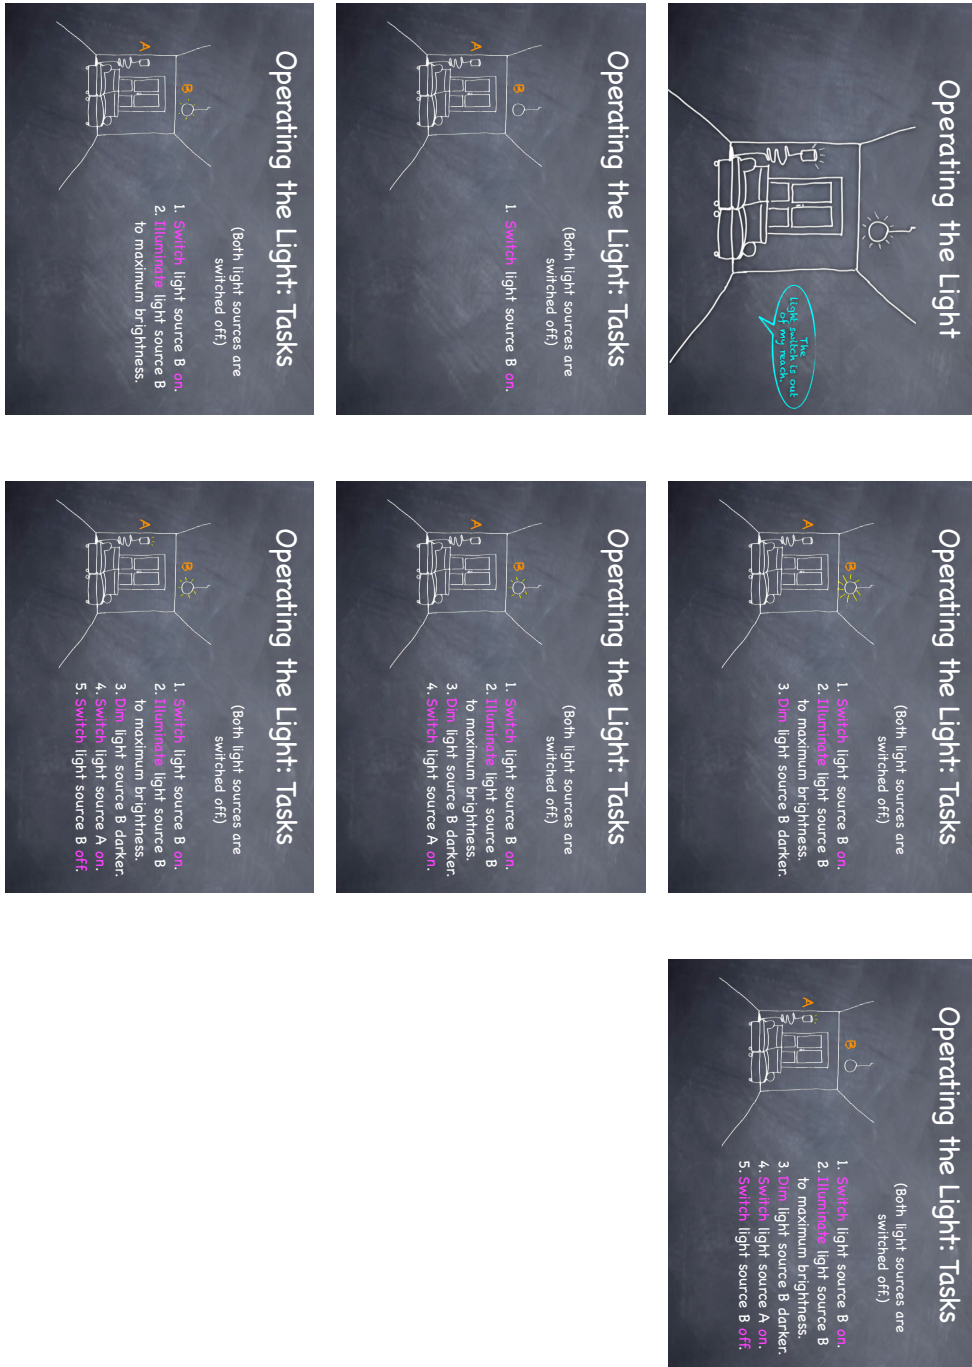 Operating the Light
The
light switch is out
of my reach.
Operating the Light: Tasks
(Both light sources are
switched off.)
A
B
1. Switch light source B on.
Operating the Light: Tasks
(Both light sources are
switched off.)
A
B
1. Switch light source B on.
2. Illuminate light source B
to maximum brightness.
Operating the Light: Tasks
(Both light sources are
switched off.)
A
B
1. Switch light source B on.
2. Illuminate light source B
to maximum brightness.
3. Dim light source B darker.
Operating the Light: Tasks
(Both light sources are
switched off.)
A
B
1. Switch light source B on.
2. Illuminate light source B
to maximum brightness.
3. Dim light source B darker.
4. Switch light source A on.
Operating the Light: Tasks
(Both light sources are
switched off.)
A
B
1. Switch light source B on.
2. Illuminate light source B
to maximum brightness.
3. Dim light source B darker.
4. Switch light source A on.
5. Switch light source B off.
Operating the Light: Tasks
(Both light sources are
switched off.)
A
B
1. Switch light source B on.
2. Illuminate light source B
to maximum brightness.
3. Dim light source B darker.
4. Switch light source A on.
5. Switch light source B off.